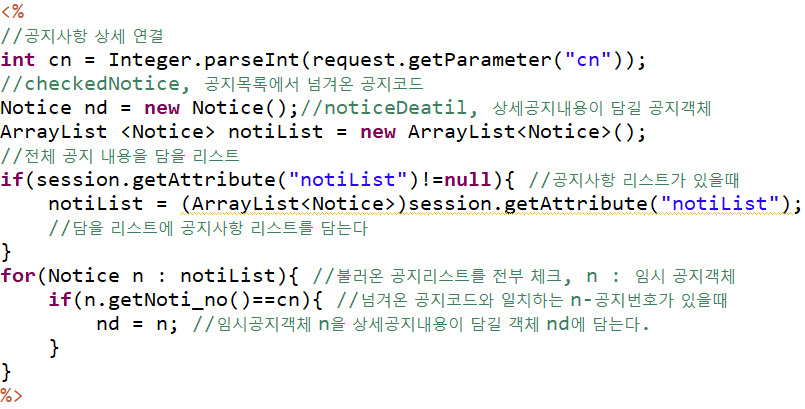 <%
//공지사항 상세 연결
int cn = Integer.parseInt(request.getParameter("cn"));
//checkedNotice, 공지목록에서 넘겨온 공지코드
Notice nd = new Notice();//noticeDeatil, 상세공지내용이 담길 공지객체
ArrayList <Notice> notiList = new ArrayList<Notice>();
//전체 공지 내용을 담을 리스트
if(session.getAttribute("notiList")!=null){ //공지사항 리스트가 있을때
    notiList = (ArrayList<Notice>)session.getAttribute("notiList");
    //담을 리스트에 공지사항 리스트를 담는다
}
for(Notice n : notiList){ //불러온 공지리스트를 전부 체크, n : 임시 공지객체
    if(n.getNoti_no()==cn){ //넘겨온 공지코드와 일치하는 n-공지번호가 있을때
        nd = n; //임시공지객체 n을 상세공지내용이 담길 객체 nd에 담는다.
    }
}
%>